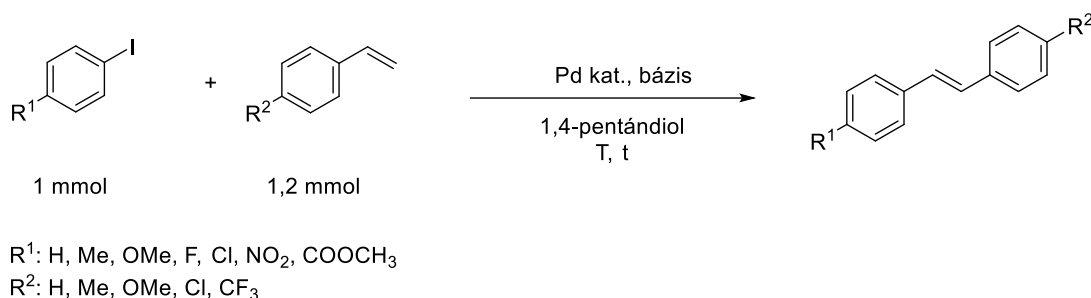 I
R¹
+
R²
Pd kat., bázis
1,4-pentándiol
T, t
R¹
R²
1 mmol
1,2 mmol
R¹: H, Me, OMe, F, Cl, NO₂, COOCH₃
R²: H, Me, OMe, Cl, CF₃